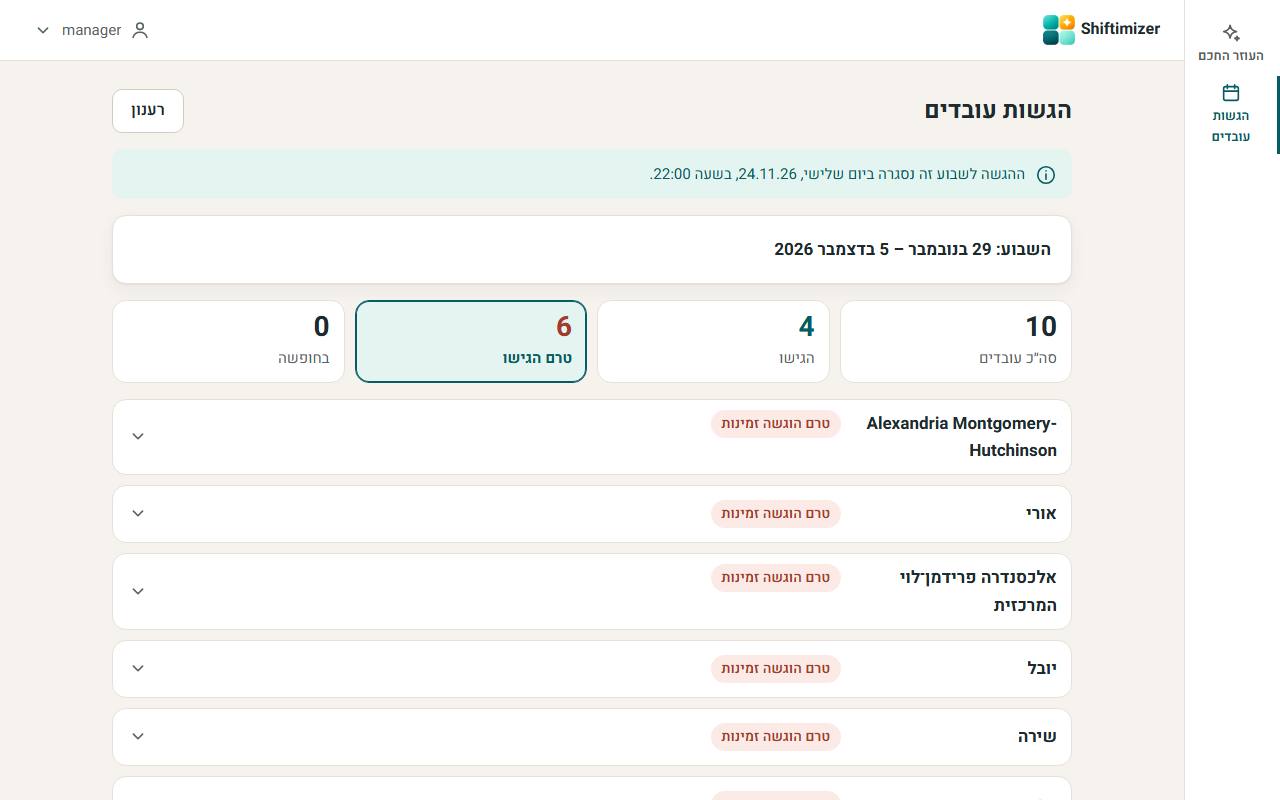 Shiftimizer
manager
העוזר החכם
הגשות
עובדים
הגשות עובדים
רענון
ההגשה לשבוע זה נסגרה ביום שלישי, 24.11.26, בשעה 22:00.
השבוע: 29 בנובמבר – 5 בדצמבר 2026
10
סה״כ עובדים
4
הגישו
6
טרם הגישו
0
בחופשה
Alexandria Montgomery-
Hutchinson
טרם הוגשה זמינות
אורי
טרם הוגשה זמינות
אלכסנדרה פרידמן־לוי
המרכזית
טרם הוגשה זמינות
יובל
טרם הוגשה זמינות
שירה
טרם הוגשה זמינות